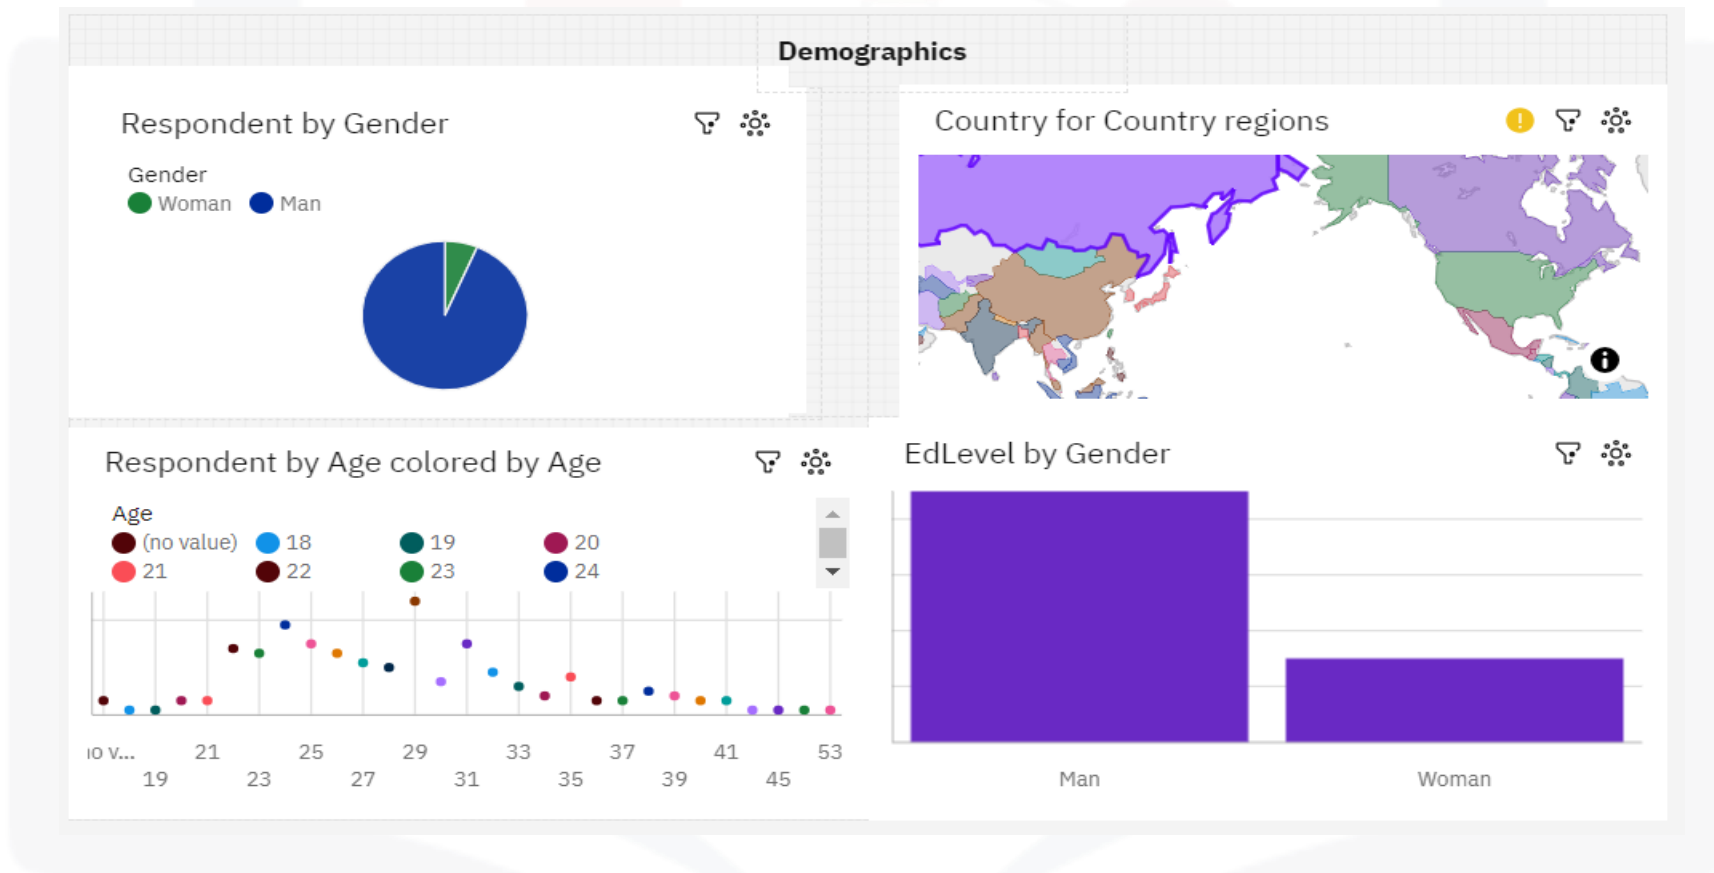 Demographics
Respondent by Gender
Gender
Woman Man
Country for Country regions
Respondent by Age colored by Age
Age
(no value) 18 19 20
21 22 23 24
21 25 29 33 37 41 53
19 23 27 31 35 39 45
EdLevel by Gender
Man Woman